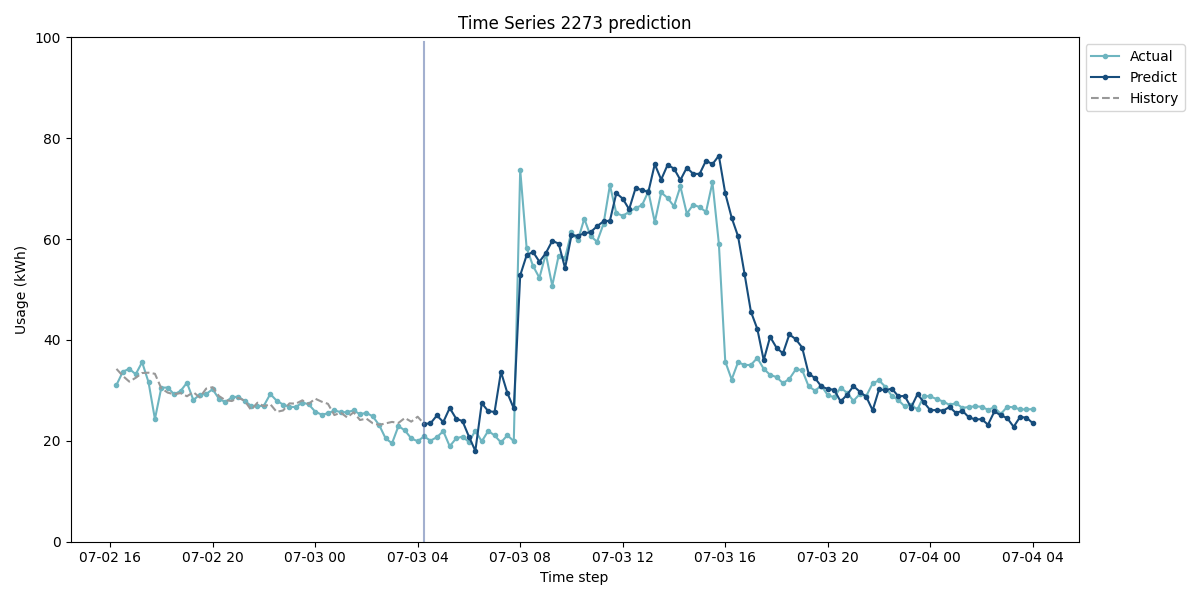 Time Series 2273 prediction
Actual
Predict
History
Usage (kWh)
100
80
60
40
20
0
07-02 16
07-02 20
07-03 00
07-03 04
07-03 08
07-03 12
07-03 16
07-03 20
07-04 00
07-04 04
Time step